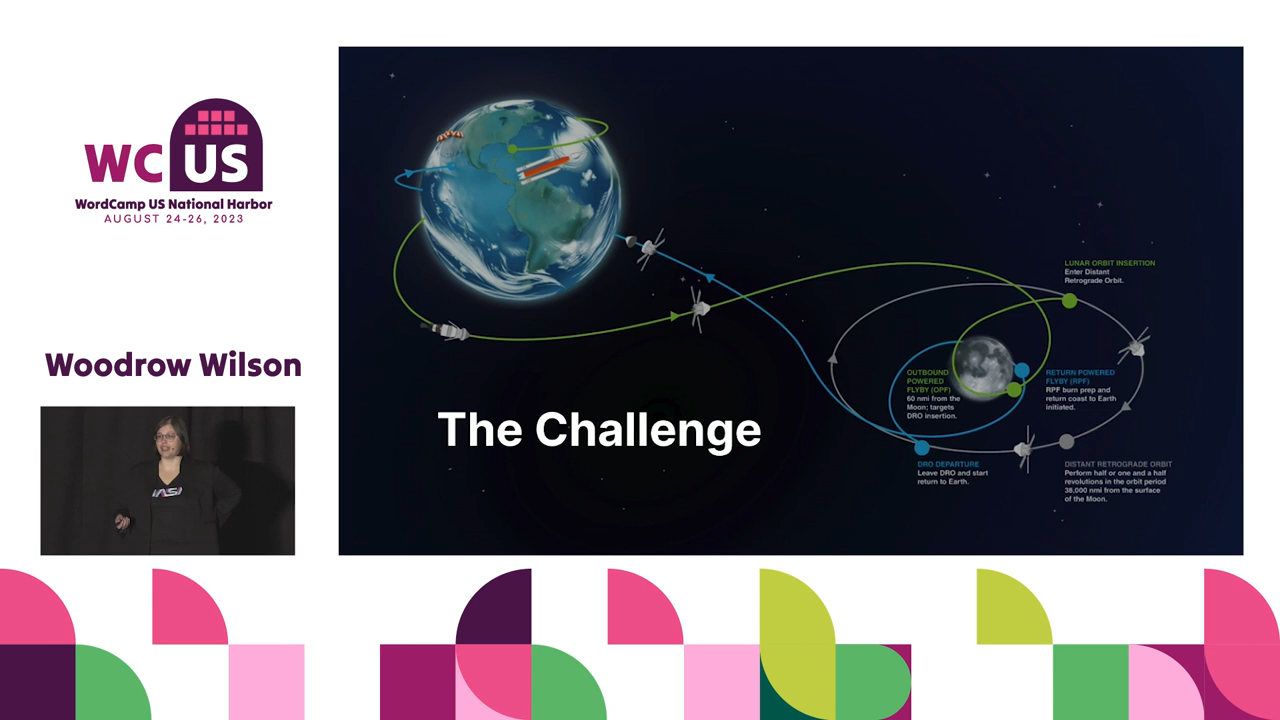 WC US
WordCamp US National Harbor
AUGUST 24-26, 2023
Woodrow Wilson
The Challenge
LUNAR ORBIT INSERTION
Enter Distant
Retrograde Orbit.
OUTBOUND
POWERED
FLYBY (OPF)
60 nmi from the
Moon; targets
DRO insertion.
RETURN POWERED
FLYBY (RPF)
RPF burn prep and
return coast to Earth
initiated.
DRO DEPARTURE
Leave DRO and start
return to Earth.
DISTANT RETROGRADE ORBIT
Perform half or one and a half
revolutions in the orbit period
38,000 nmi from the surface
of the Moon.